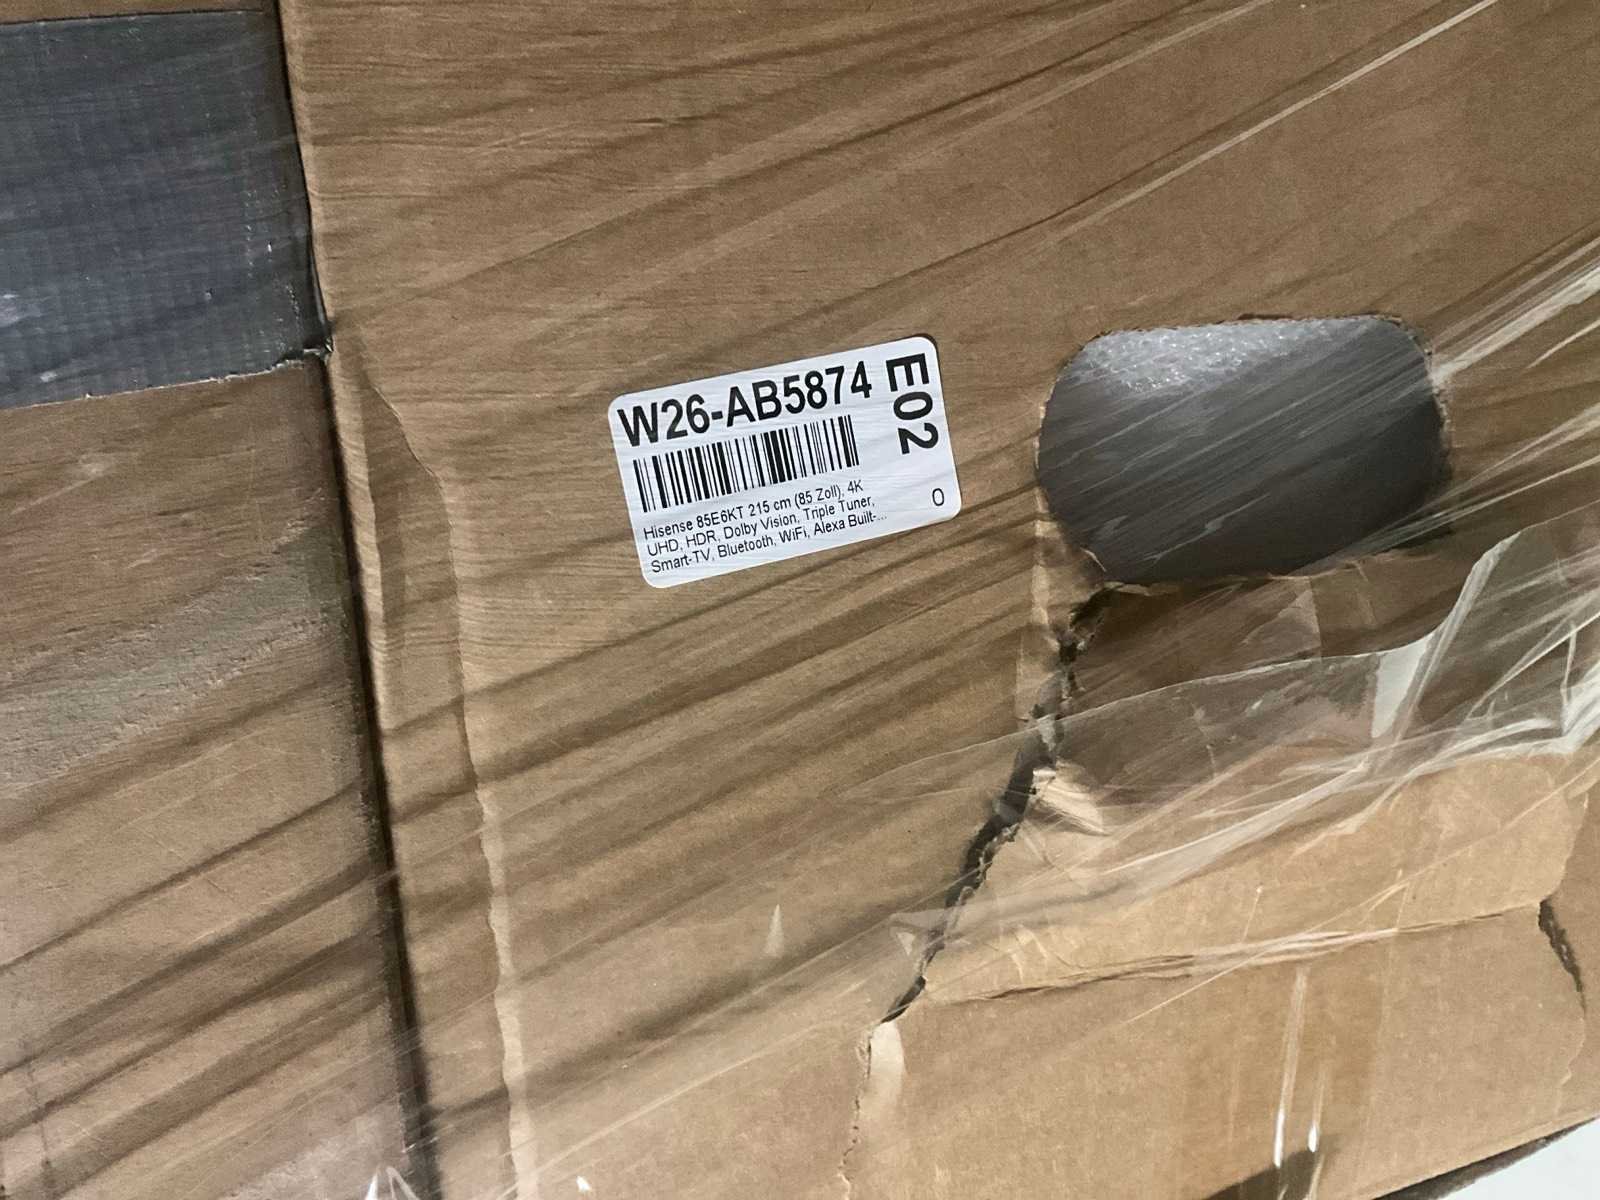 W26-AB5874
E02
Hisense 85E6KT 215 cm (85 Zoll), 4K
UHD, HDR, Dolby Vision, Triple Tuner,
Smart-TV, Bluetooth, WiFi, Alexa Built-...
0